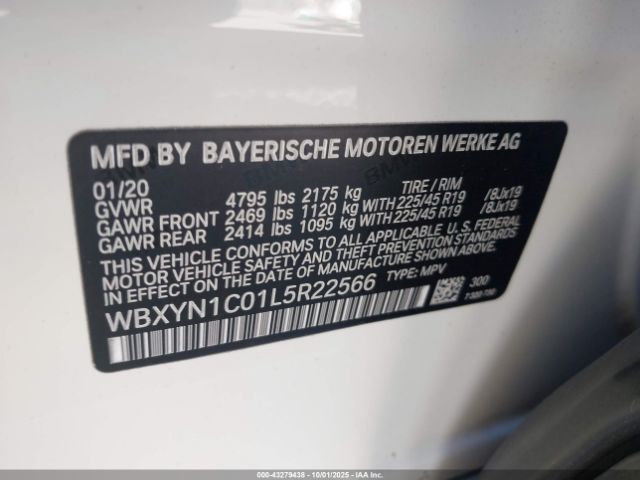 MFD BY BAYERISCHE MOTOREN WERKE AG
01/20 TIRE / RIM
GVWR 4795 lbs 2175 kg
GAWR FRONT 2469 lbs 1120 kg WITH 225/45 R19 /8Jx19
GAWR REAR 2414 lbs 1095 kg WITH 225/45 R19 /8Jx19
THIS VEHICLE CONFORMS TO ALL APPLICABLE U. S. FEDERAL
MOTOR VEHICLE SAFETY AND THEFT PREVENTION STANDARDS
IN EFFECT ON THE DATE OF MANUFACTURE SHOWN ABOVE.
WBXYN1C01L5R22566 TYPE: MPV 300
000-43279438 - 10/01/2025 - IAA Inc.